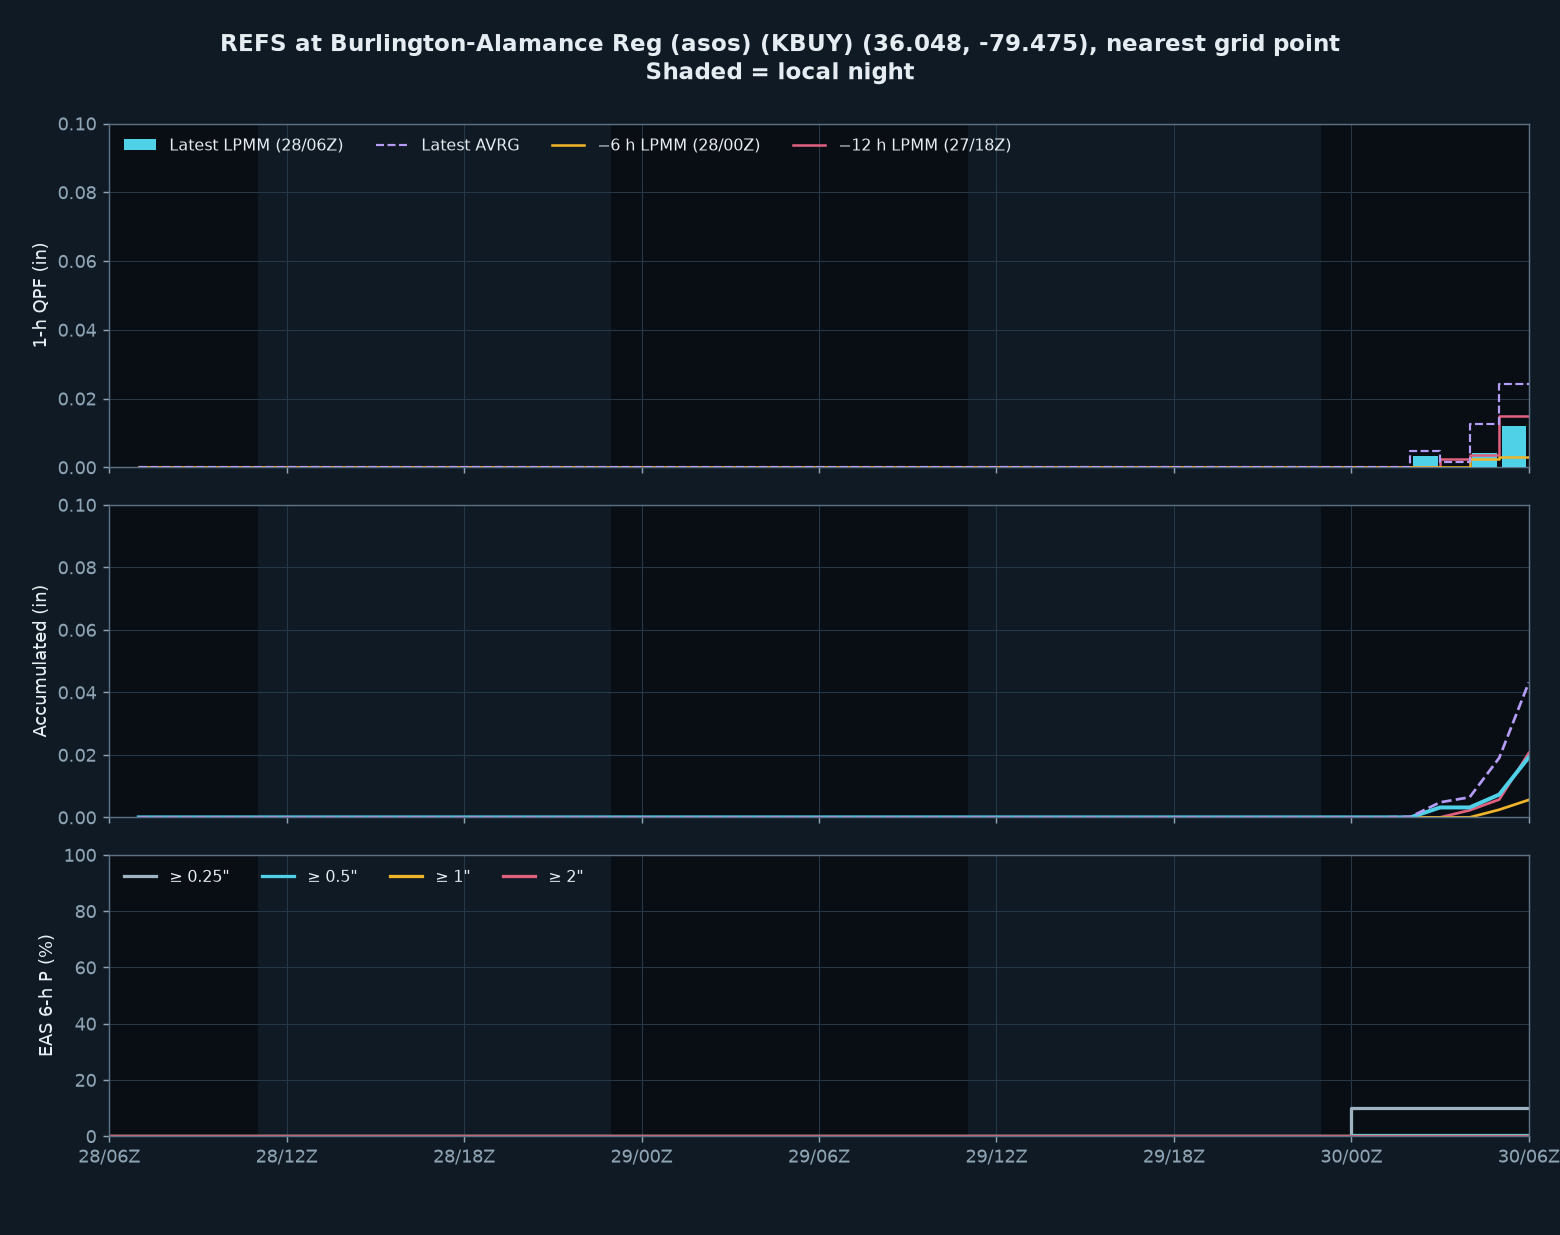 REFS at Burlington-Alamance Reg (asos) (KBUY) (36.048, -79.475), nearest grid point
Shaded = local night
Latest LPMM (28/06Z) Latest AVRG −6 h LPMM (28/00Z) −12 h LPMM (27/18Z)
1-h QPF (in)
0.10
0.08
0.06
0.04
0.02
0.00
Accumulated (in)
0.10
0.08
0.06
0.04
0.02
0.00
≥ 0.25" ≥ 0.5" ≥ 1" ≥ 2"
EAS 6-h P (%)
100
80
60
40
20
0
28/06Z 28/12Z 28/18Z 29/00Z 29/06Z 29/12Z 29/18Z 30/00Z 30/06Z